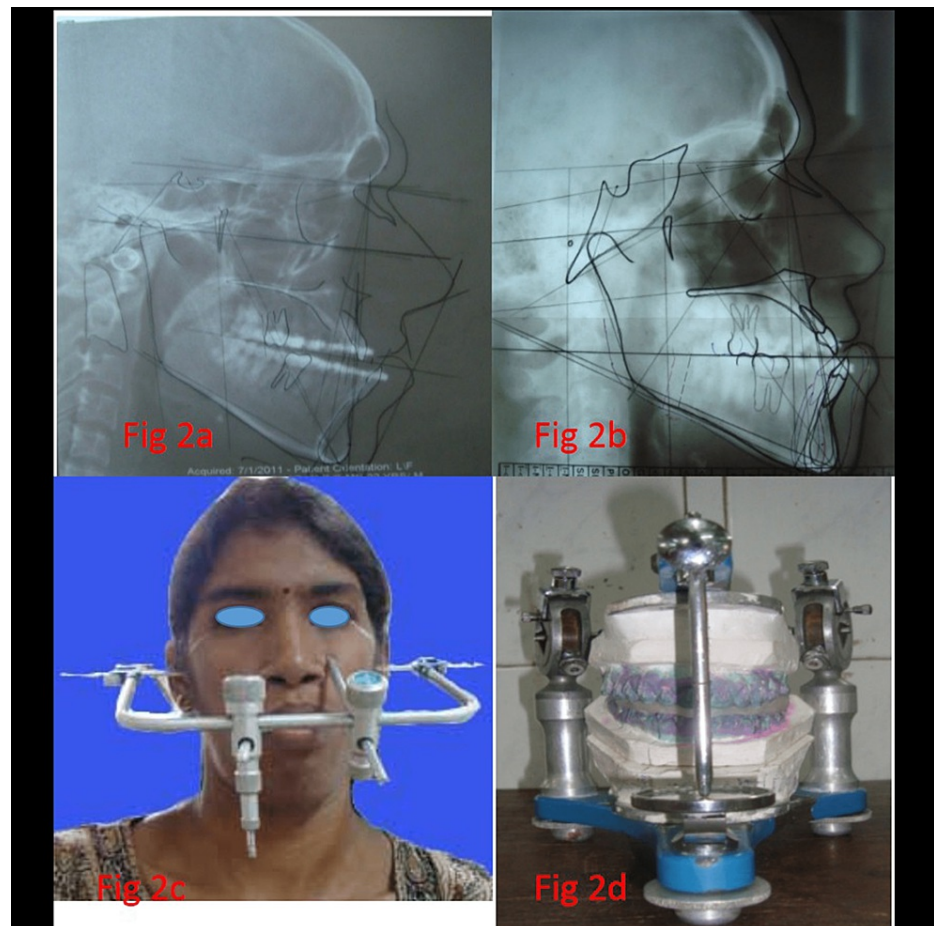 Fig 2a
Fig 2b
Acquired: 7/1/2011 - Patient Orientation: L\F
Fig 2c
Fig 2d